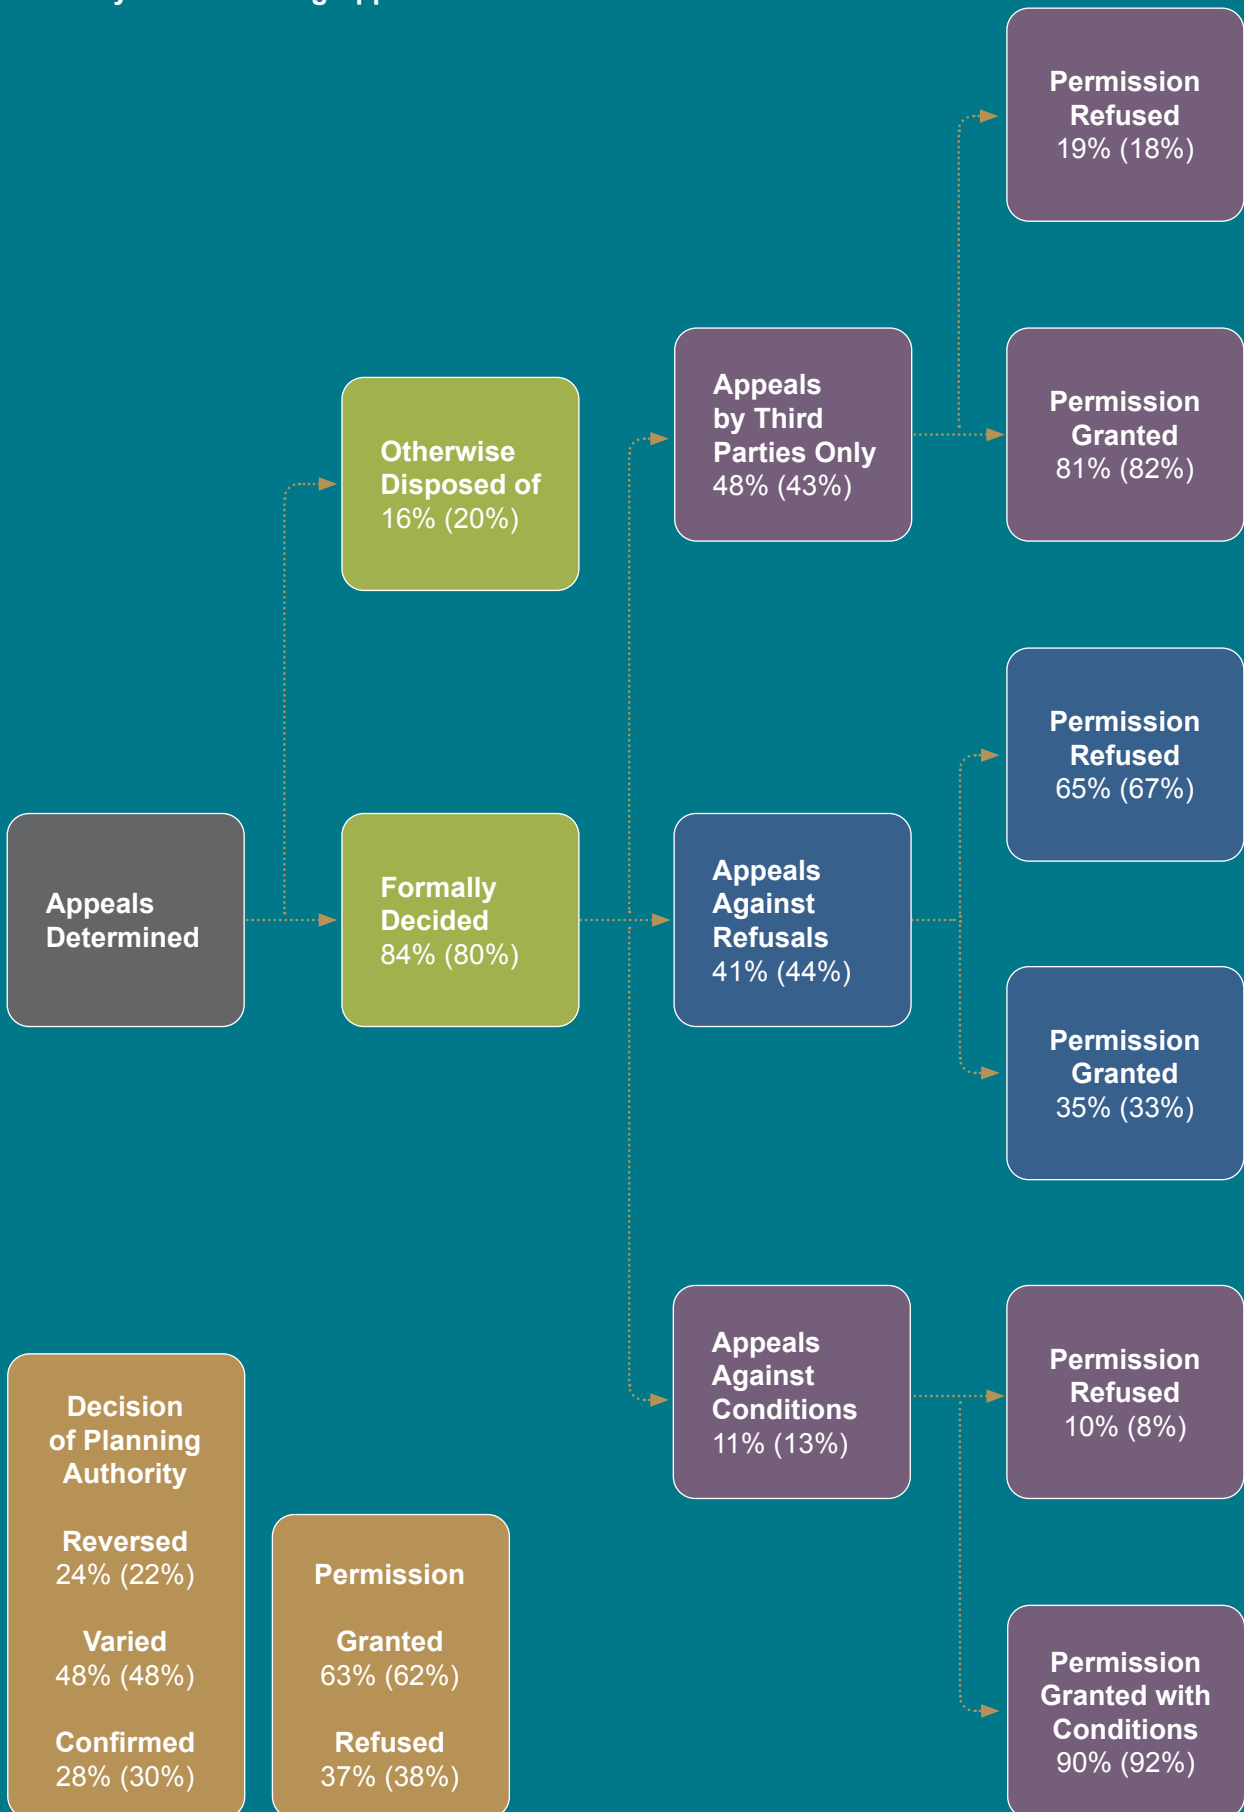 Permission
Refused
19% (18%)
Appeals
by Third
Parties Only
48% (43%)
Permission
Granted
81% (82%)
Otherwise
Disposed of
16% (20%)
Permission
Refused
65% (67%)
Appeals
Determined
Formally
Decided
84% (80%)
Appeals
Against
Refusals
41% (44%)
Permission
Granted
35% (33%)
Appeals
Against
Conditions
11% (13%)
Permission
Refused
10% (8%)
Permission
Granted with
Conditions
90% (92%)
Decision
of Planning
Authority
Reversed
24% (22%)
Varied
48% (48%)
Confirmed
28% (30%)
Permission
Granted
63% (62%)
Refused
37% (38%)